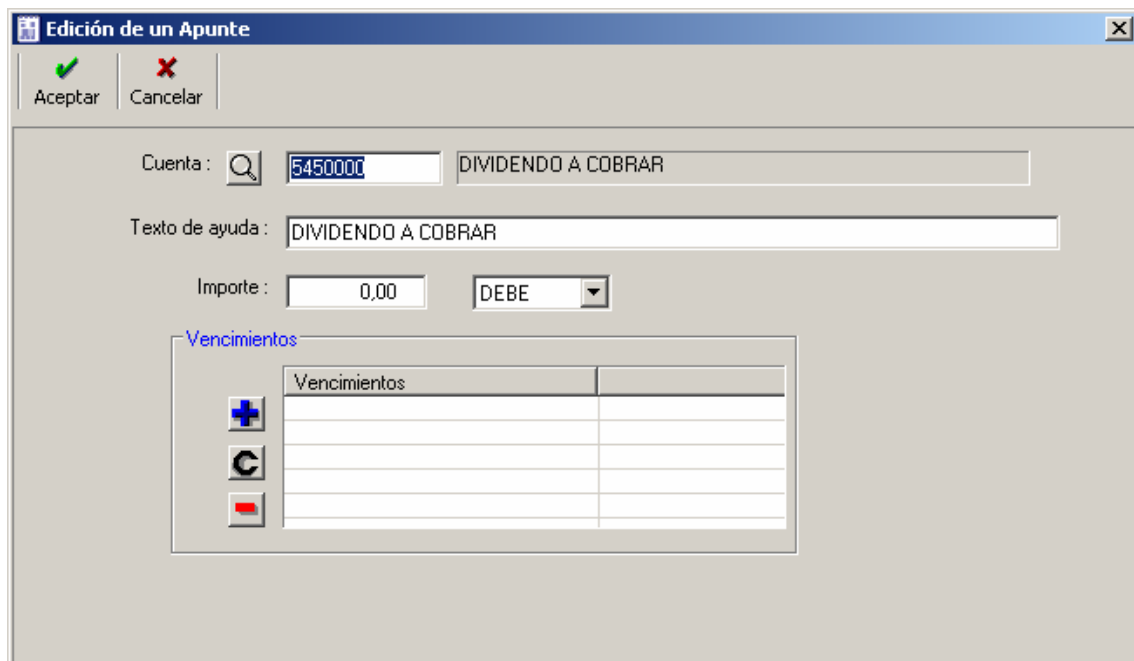 Edición de un Apunte
Aceptar Cancelar
Cuenta : 5450000 DIVIDENDO A COBRAR
Texto de ayuda : DIVIDENDO A COBRAR
Importe : 0,00 DEBE
Vencimientos
Vencimientos
C